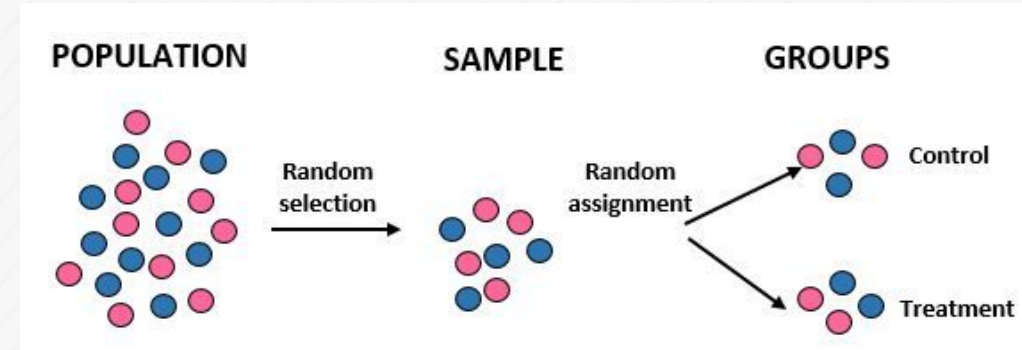 POPULATION
SAMPLE
GROUPS
Random
selection
Random
assignment
Control
Treatment